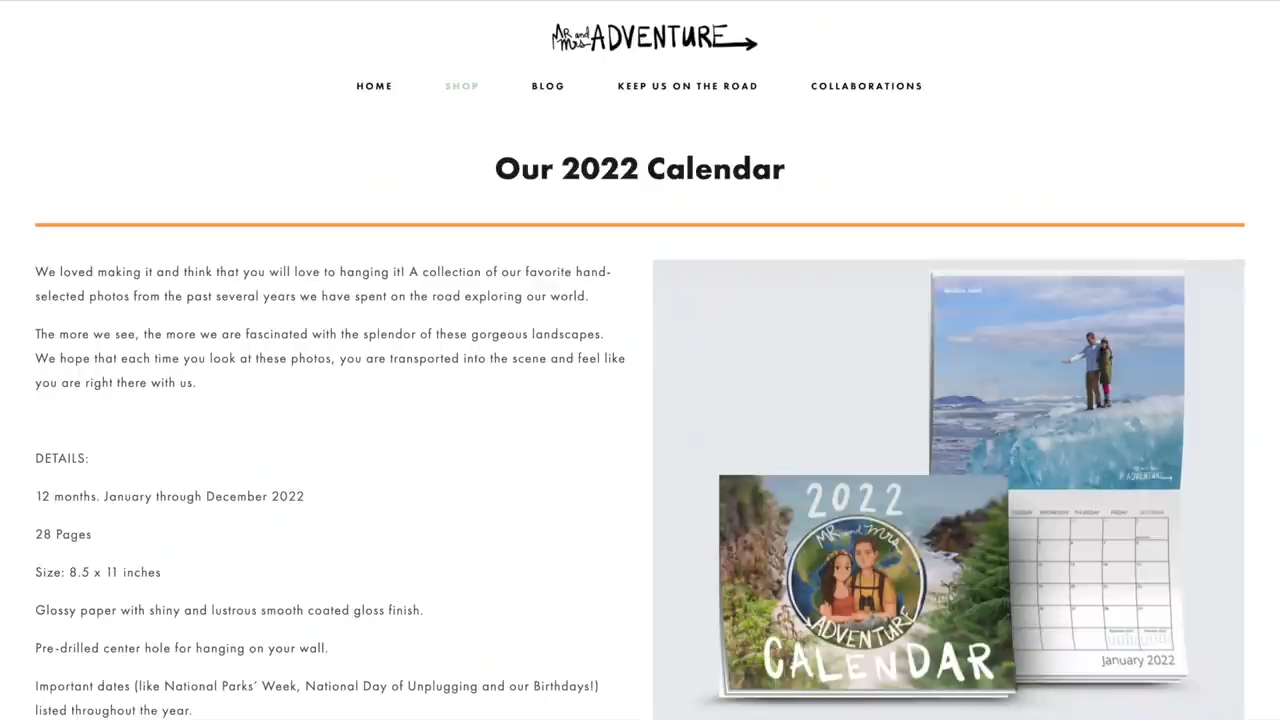 MR and Mrs ADVENTURE
HOME SHOP BLOG KEEP US ON THE ROAD COLLABORATIONS
Our 2022 Calendar
We loved making it and think that you will love to hanging it! A collection of our favorite hand-
selected photos from the past several years we have spent on the road exploring our world.
The more we see, the more we are fascinated with the splendor of these gorgeous landscapes.
We hope that each time you look at these photos, you are transported into the scene and feel like
you are right there with us.
DETAILS:
12 months. January through December 2022
28 Pages
Size: 8.5 x 11 inches
Glossy paper with shiny and lustrous smooth coated gloss finish.
Pre-drilled center hole for hanging on your wall.
Important dates (like National Parks' Week, National Day of Unplugging and our Birthdays!)
listed throughout the year.
ADVENTURE
2022
MR and Mrs
ADVENTURE
CALENDAR
WEDNESDAY THURSDAY FRIDAY SATURDAY
January 2022